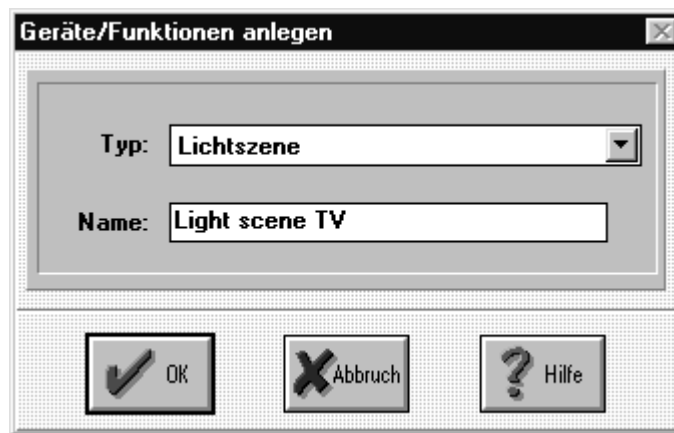 Geräte/Funktionen anlegen
Typ: Lichtszene
Name: Light scene TV
OK Abbruch Hilfe